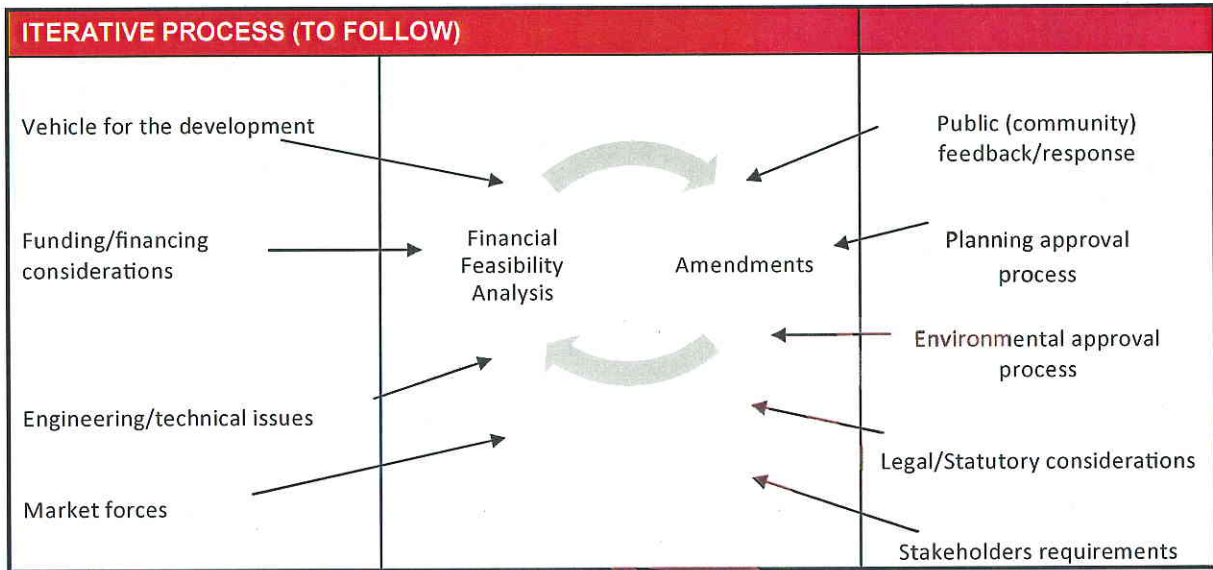 ITERATIVE PROCESS (TO FOLLOW)
Vehicle for the development
Funding/financing
considerations
Engineering/technical issues
Market forces
Financial
Feasibility
Analysis
Amendments
Public (community)
feedback/response
Planning approval
process
Environmental approval
process
Legal/Statutory considerations
Stakeholders requirements